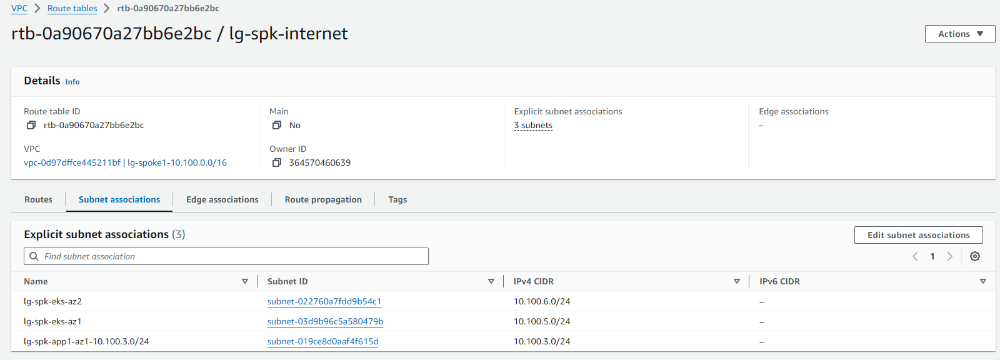 VPC > Route tables > rtb-0a90670a27bb6e2bc
rtb-0a90670a27bb6e2bc / lg-spk-internet
Actions
Details Info
Route table ID
rtb-0a90670a27bb6e2bc
Main
No
Explicit subnet associations
3 subnets
Edge associations
–
VPC
vpc-0d97dffce445211bf | lg-spoke1-10.100.0.0/16
Owner ID
364570460639
Routes Subnet associations Edge associations Route propagation Tags
Explicit subnet associations (3)
Edit subnet associations
Find subnet association
1
Name Subnet ID IPv4 CIDR IPv6 CIDR
lg-spk-eks-az2 subnet-022760a7fdd9b54c1 10.100.6.0/24 –
lg-spk-eks-az1 subnet-03d9b96c5a580479b 10.100.5.0/24 –
lg-spk-app1-az1-10.100.3.0/24 subnet-019ce8d0aaf4f615d 10.100.3.0/24 –